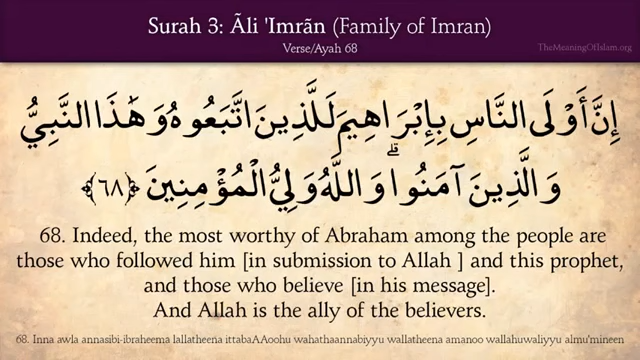 Surah 3: Ãli 'Imrãn (Family of Imran)
Verse/Ayah 68
TheMeaningOfIslam.org
إِنَّ أَوْلَى النَّاسِ بِإِبْرَاهِيمَ لَلَّذِينَ اتَّبَعُوهُ وَهَٰذَا النَّبِيُّ
وَالَّذِينَ آمَنُوا ۗ وَاللَّهُ وَلِيُّ الْمُؤْمِنِينَ ﴿٦٨﴾
68. Indeed, the most worthy of Abraham among the people are
those who followed him [in submission to Allah ] and this prophet,
and those who believe [in his message].
And Allah is the ally of the believers.
68. Inna awla annasibi-ibraheema lallatheena ittabaAAoohu wahathaannabiyyu wallatheena amanoo wallahuwaliyyu almu'mineen